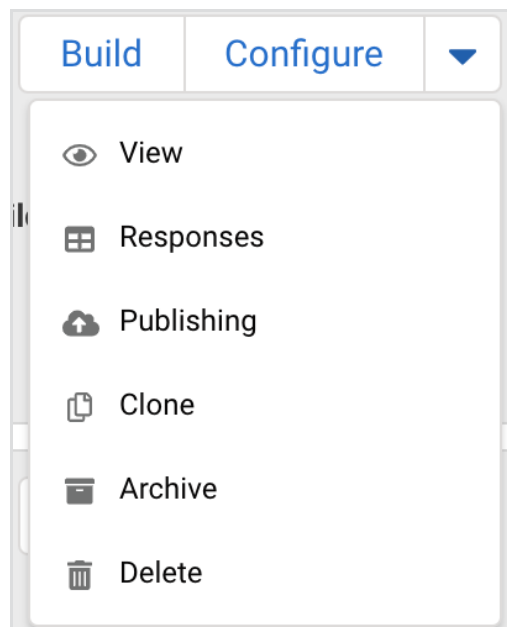 Build Configure
View
Responses
Publishing
Clone
Archive
Delete